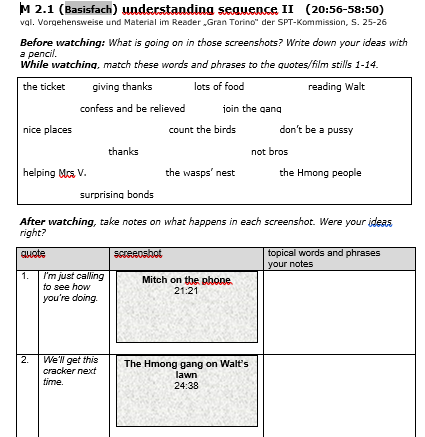 M 2.1 (Basisfach) understanding sequence II (20:56-58:50)
vgl. Vorgehensweise und Material im Reader „Gran Torino“ der SPT-Kommission, S. 25-26
Before watching: What is going on in those screenshots? Write down your ideas with
a pencil.
While watching, match these words and phrases to the quotes/film stills 1-14.
the ticket giving thanks lots of food reading Walt
confess and be relieved join the gang
nice places count the birds don't be a pussy
thanks not bros
helping Mrs V. the wasps' nest the Hmong people
surprising bonds
After watching, take notes on what happens in each screenshot. Were your ideas
right?
quote screenshot topical words and phrases
your notes
1. I'm just calling
to see how
you're doing.
Mitch on the phone
21:21
2. We'll get this
cracker next
time.
The Hmong gang on Walt's
lawn
24:38